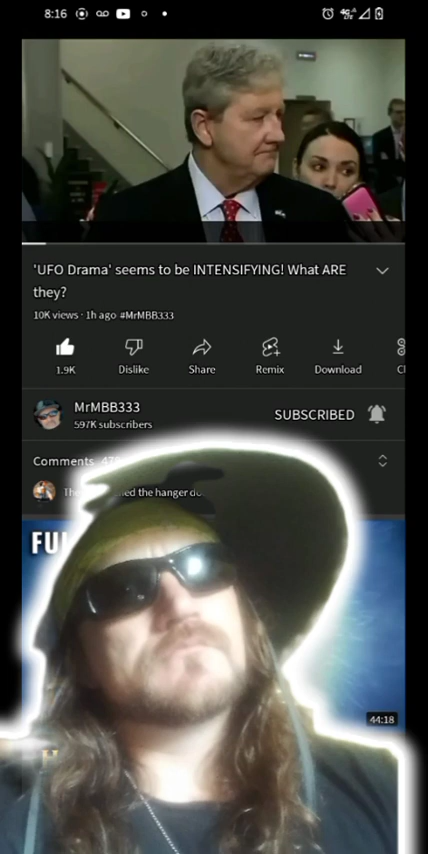 8:16
'UFO Drama' seems to be INTENSIFYING! What ARE
they?
10K views · 1h ago #MrMBB333
1.9K
Dislike
Share
Remix
Download
MrMBB333
597K subscribers
SUBSCRIBED
Comments
the hanger
44:18